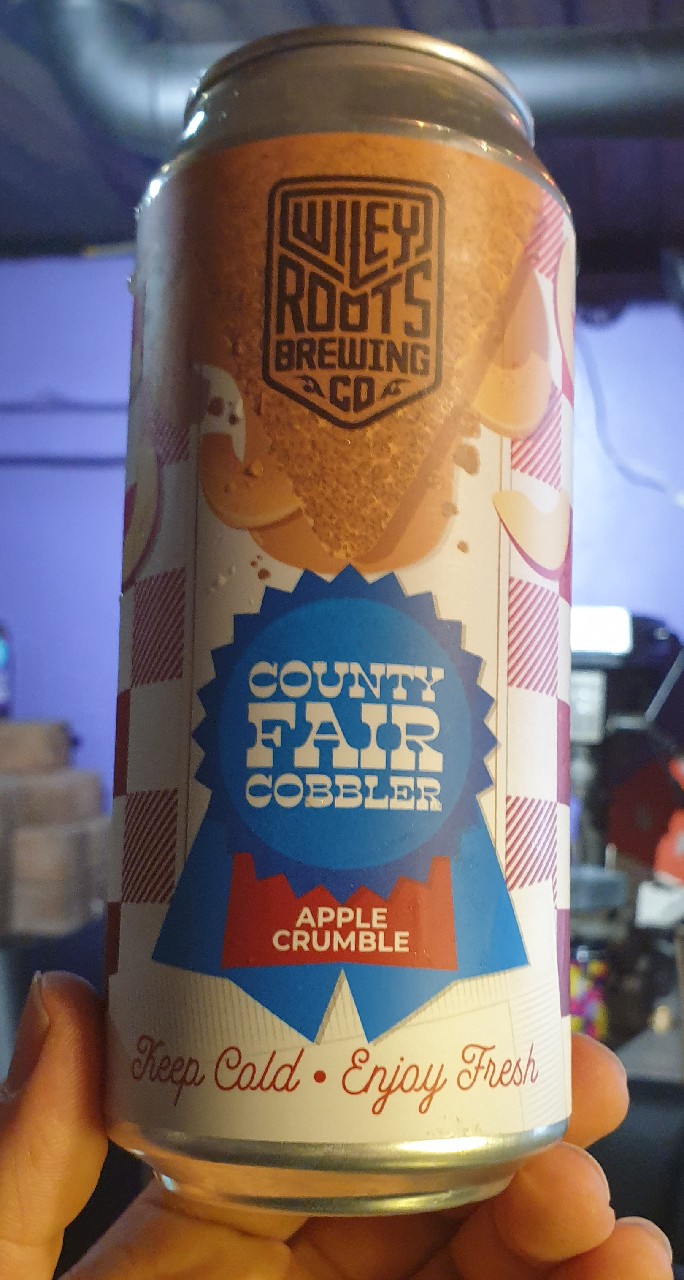 WILEY
ROOTS
BREWING
CO
COUNTY
FAIR
COBBLER
APPLE
CRUMBLE
Keep Cold • Enjoy Fresh